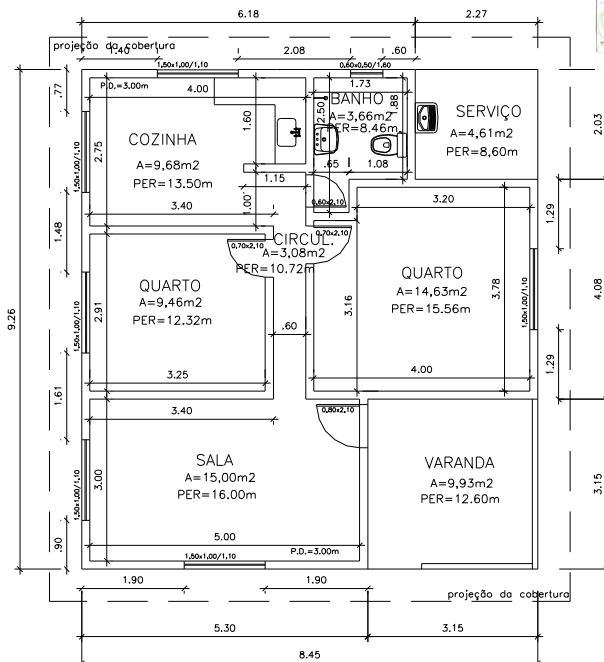 6.18
2.27
projeção da cobertura
1.40
2.08
.60
1,50x1,00/1,10
0,60x0,50/1,60
P.D.=3.00m
4.00
1.73
.77
BANHO
A=3,66m2
PER=8.46m
2.50
.88
SERVIÇO
A=4,61m2
PER=8,60m
2.03
1.60
COZINHA
A=9,68m2
PER=13.50m
2.75
1,50x1,00/1,10
.65
1.08
1.15
3.40
1.00
0,60x2,10
3.20
1.29
1.48
0,70x2,10
0,70x2,10
CIRCUL.
A=3,08m2
PER=10.72m
QUARTO
A=9,46m2
PER=12.32m
QUARTO
A=14,63m2
PER=15.56m
3.78
3.16
4.08
9.26
2.91
1,50x1,00/1,10
1,50x1,00/1,10
.60
3.25
4.00
1.29
1.61
3.40
0,80x2,10
SALA
A=15,00m2
PER=16.00m
VARANDA
A=9,93m2
PER=12.60m
3.00
1,50x1,00/1,10
3.15
5.00
.90
1,50x1,00/1,10
P.D.=3.00m
1.90
1.90
projeção da cobertura
5.30
3.15
8.45